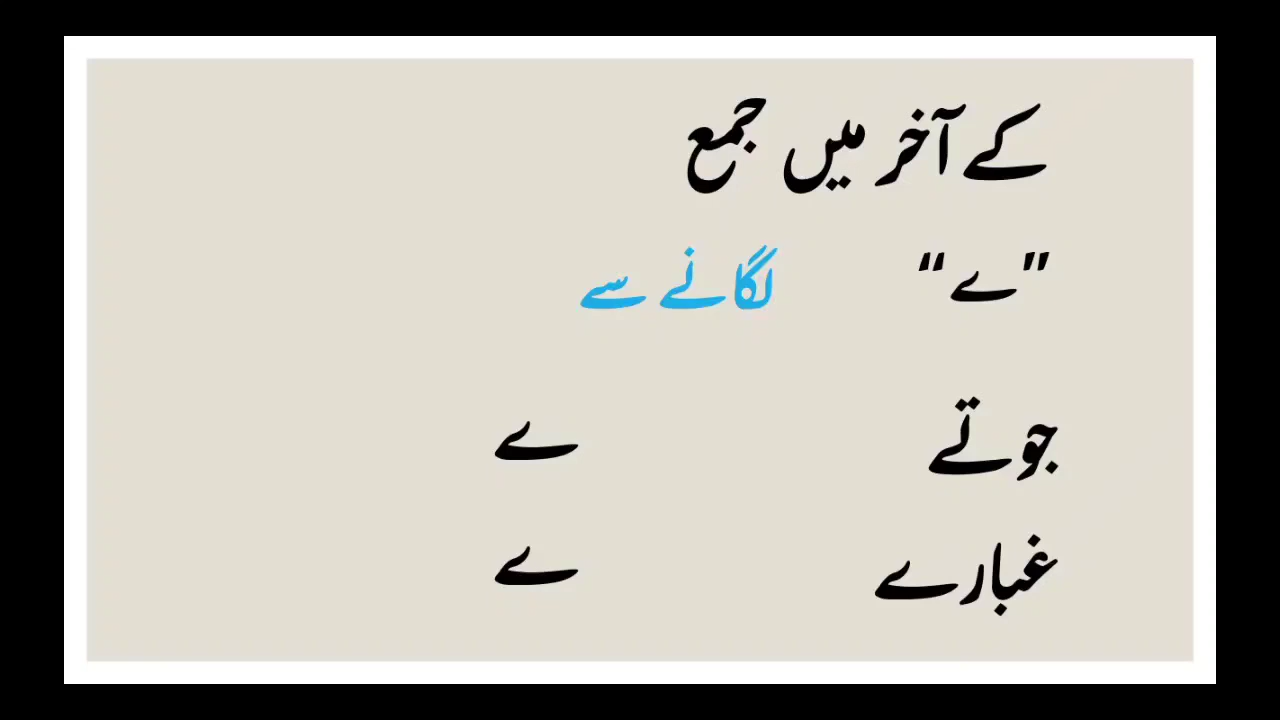 کے آخر میں جمع
”ے“ لگانے سے
جوتے ے
غبارے ے